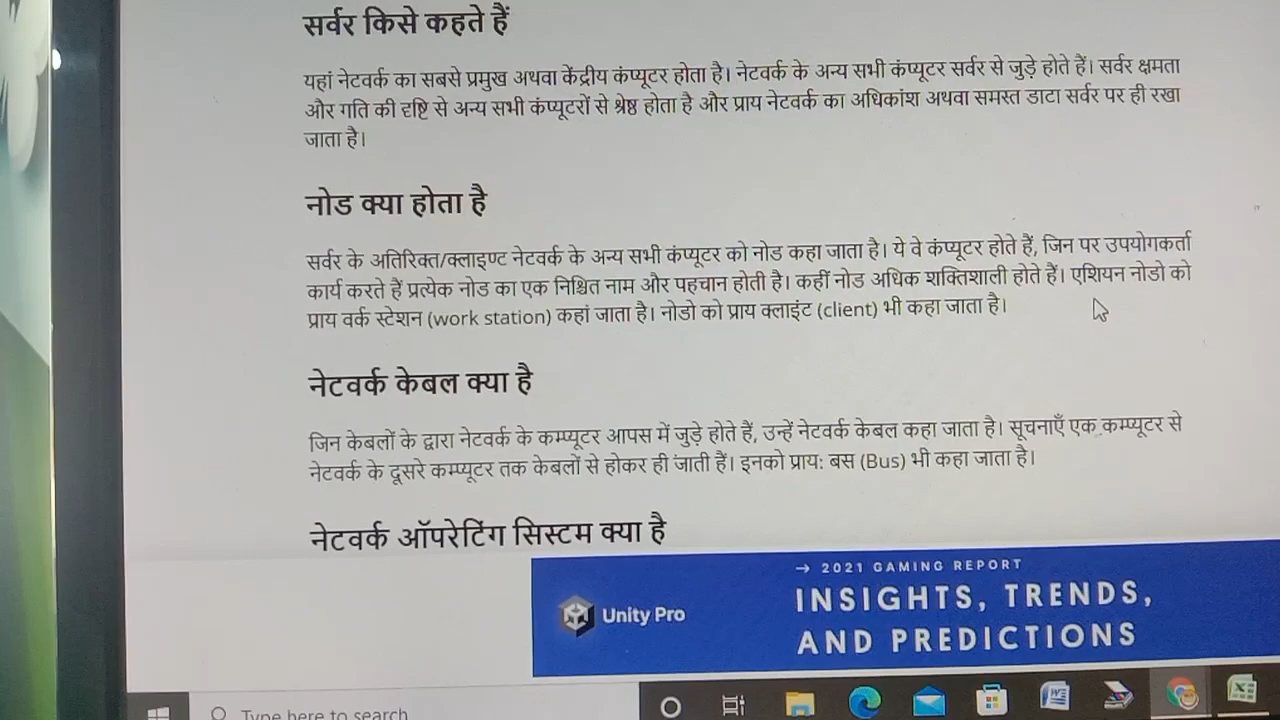 सर्वर किसे कहते हैं
यहां नेटवर्क का सबसे प्रमुख अथवा केंद्रीय कंप्यूटर होता है। नेटवर्क के अन्य सभी कंप्यूटर सर्वर से जुड़े होते हैं। सर्वर क्षमता
और गति की दृष्टि से अन्य सभी कंप्यूटरों से श्रेष्ठ होता है और प्राय नेटवर्क का अधिकांश अथवा समस्त डाटा सर्वर पर ही रखा
जाता है।
नोड क्या होता है
सर्वर के अतिरिक्त/क्लाइण्ट नेटवर्क के अन्य सभी कंप्यूटर को नोड कहा जाता है। ये वे कंप्यूटर होते हैं, जिन पर उपयोगकर्ता
कार्य करते हैं प्रत्येक नोड का एक निश्चित नाम और पहचान होती है। कहीं नोड अधिक शक्तिशाली होते हैं। एशियन नोडो को
प्राय वर्क स्टेशन (work station) कहां जाता है। नोडो को प्राय क्लाइंट (client) भी कहा जाता है।
नेटवर्क केबल क्या है
जिन केबलों के द्वारा नेटवर्क के कम्प्यूटर आपस में जुड़े होते हैं, उन्हें नेटवर्क केबल कहा जाता है। सूचनाएँ एक कम्प्यूटर से
नेटवर्क के दूसरे कम्प्यूटर तक केबलों से होकर ही जाती हैं। इनको प्राय: बस (Bus) भी कहा जाता है।
नेटवर्क ऑपरेटिंग सिस्टम क्या है
→ 2021 GAMING REPORT
Unity Pro
INSIGHTS, TRENDS,
AND PREDICTIONS
Type here to search